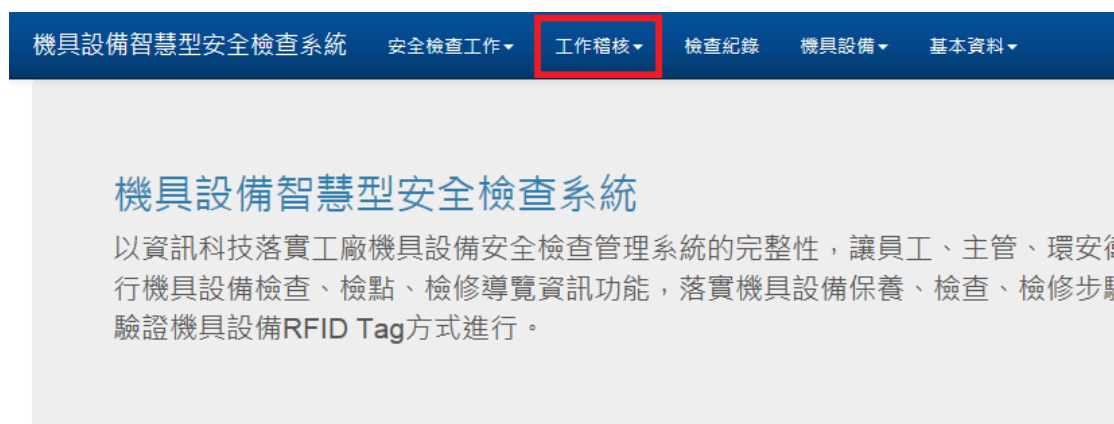 機具設備智慧型安全檢查系統 安全檢查工作▾ 工作稽核▾ 檢查紀錄 機具設備▾ 基本資料▾
機具設備智慧型安全檢查系統
以資訊科技落實工廠機具設備安全檢查管理系統的完整性，讓員工、主管、環安
行機具設備檢查、檢點、檢修導覽資訊功能，落實機具設備保養、檢查、檢修步
驗證機具設備RFID Tag方式進行。